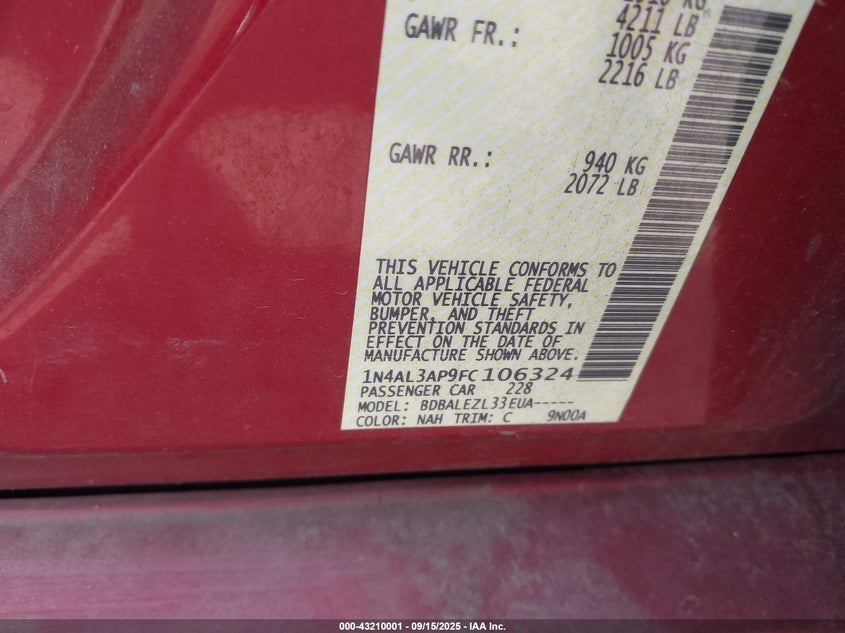 4211 LB
GAWR FR.: 1005 KG
2216 LB
GAWR RR.: 940 KG
2072 LB
THIS VEHICLE CONFORMS TO
ALL APPLICABLE FEDERAL
MOTOR VEHICLE SAFETY,
BUMPER, AND THEFT
PREVENTION STANDARDS IN
EFFECT ON THE DATE OF
MANUFACTURE SHOWN ABOVE.
1N4AL3AP9FC106324
PASSENGER CAR 228
MODEL: BDBALEZL33EUA-----
COLOR: NAH TRIM: C 9N00A
000-43210001 - 09/15/2025 - IAA Inc.